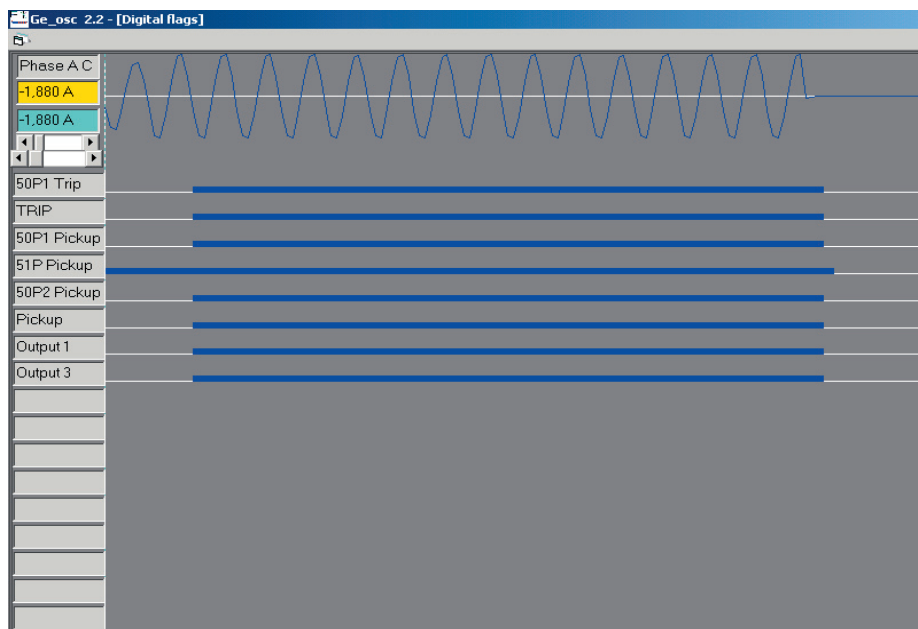 Ge_osc 2.2 - [Digital flags]
Phase A C
-1,880 A
-1,880 A
50P1 Trip
TRIP
50P1 Pickup
51P Pickup
50P2 Pickup
Pickup
Output 1
Output 3